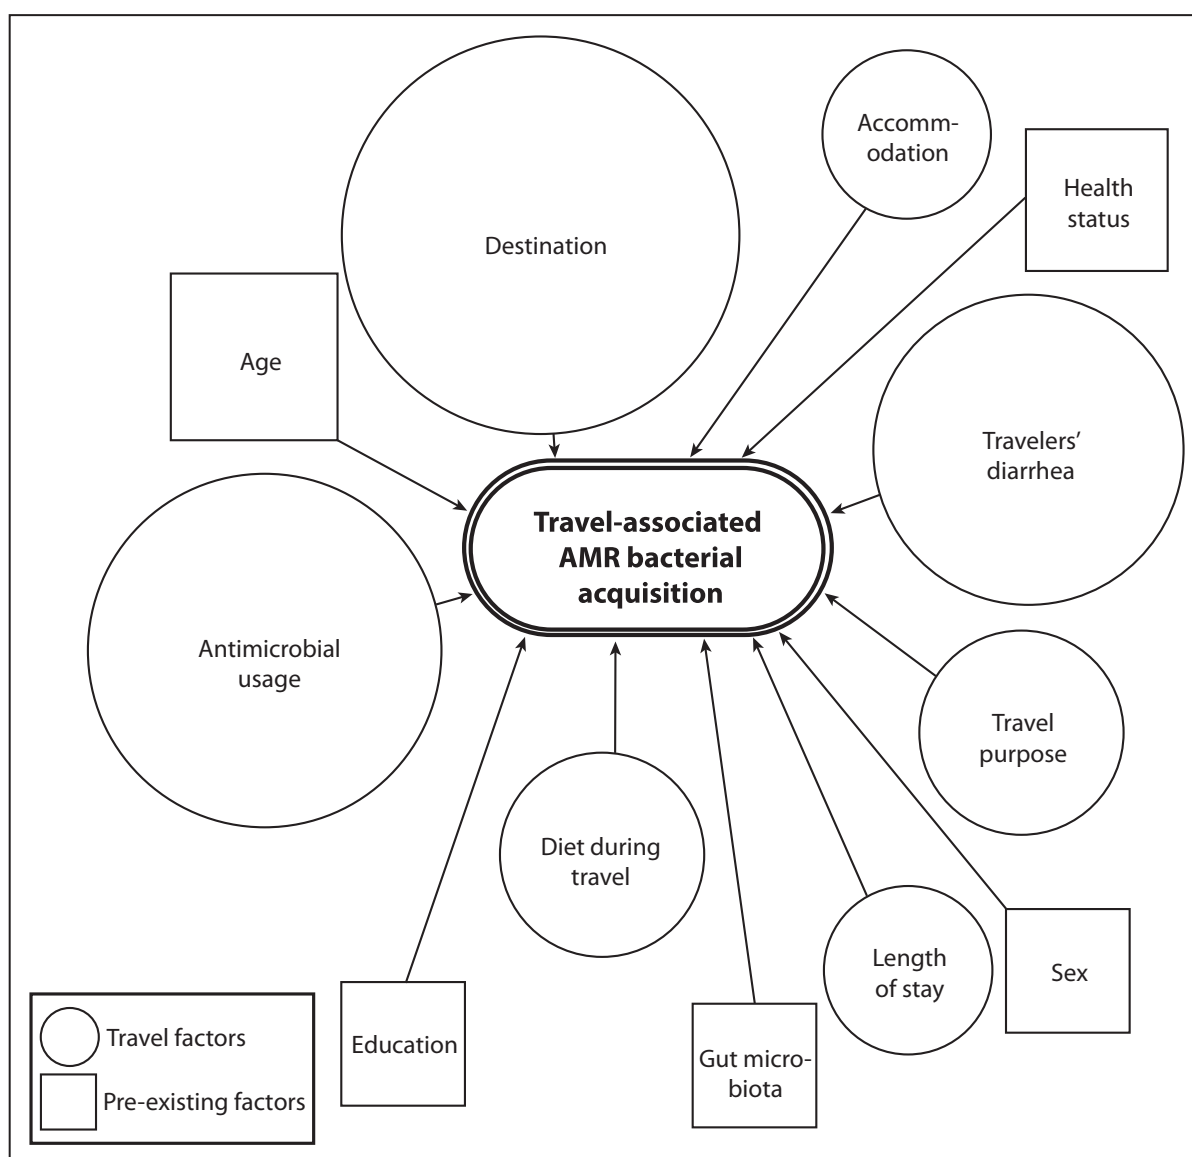 Accomm-
odation
Health
status
Destination
Age
Travelers'
diarrhea
Travel-associated
AMR bacterial
acquisition
Antimicrobial
usage
Travel
purpose
Diet during
travel
Length
of stay
Sex
Education
Gut micro-
biota
Travel factors
Pre-existing factors